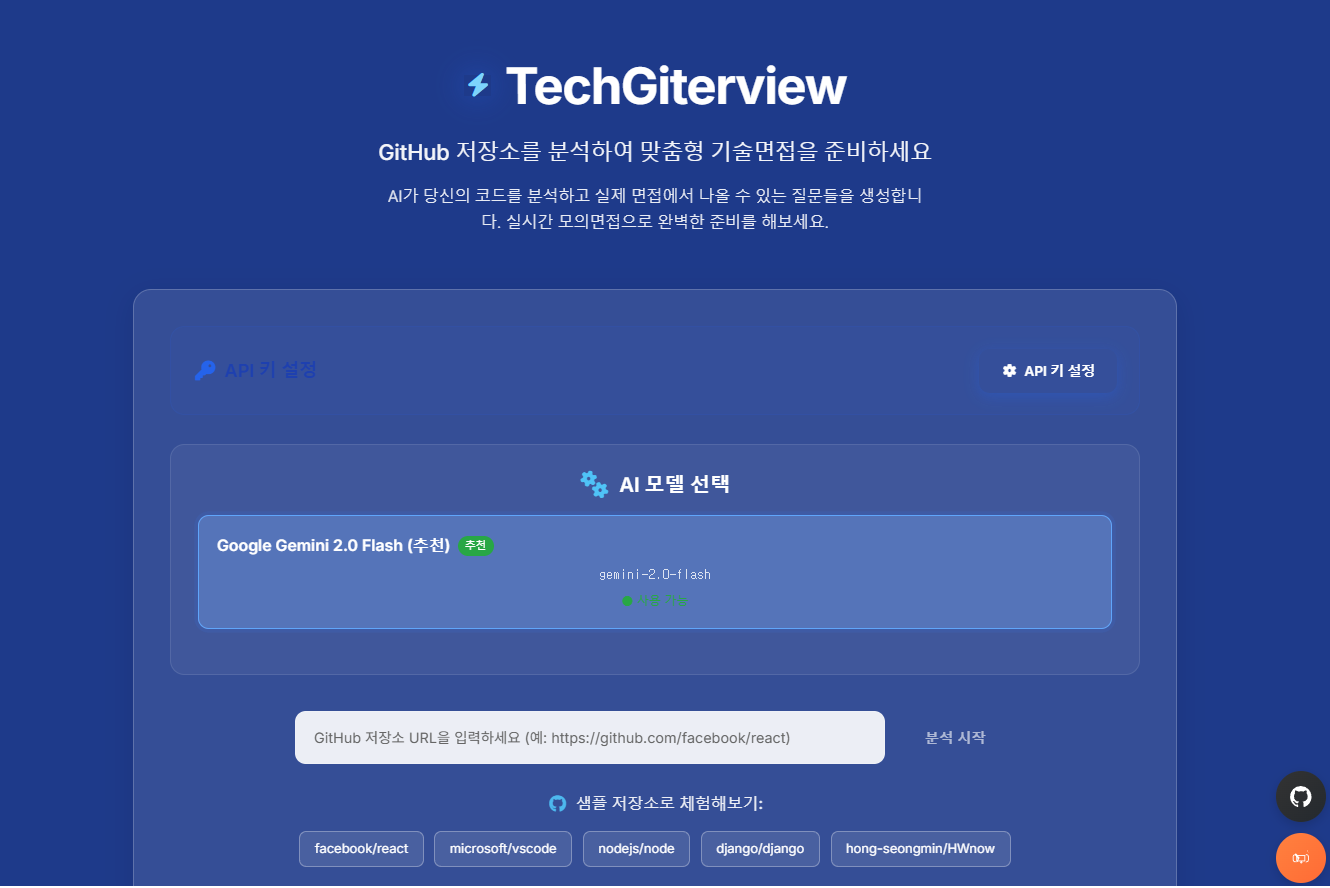 TechGiterview
GitHub 저장소를 분석하여 맞춤형 기술면접을 준비하세요
AI가 당신의 코드를 분석하고 실제 면접에서 나올 수 있는 질문들을 생성합니
다. 실시간 모의면접으로 완벽한 준비를 해보세요.
API 키 설정
API 키 설정
AI 모델 선택
Google Gemini 2.0 Flash (추천) 추천
gemini-2.0-flash
GitHub 저장소 URL을 입력하세요 (예: https://github.com/facebook/react)
분석 시작
샘플 저장소로 체험해보기:
facebook/react
microsoft/vscode
nodejs/node
django/django
hong-seongmin/HWnow